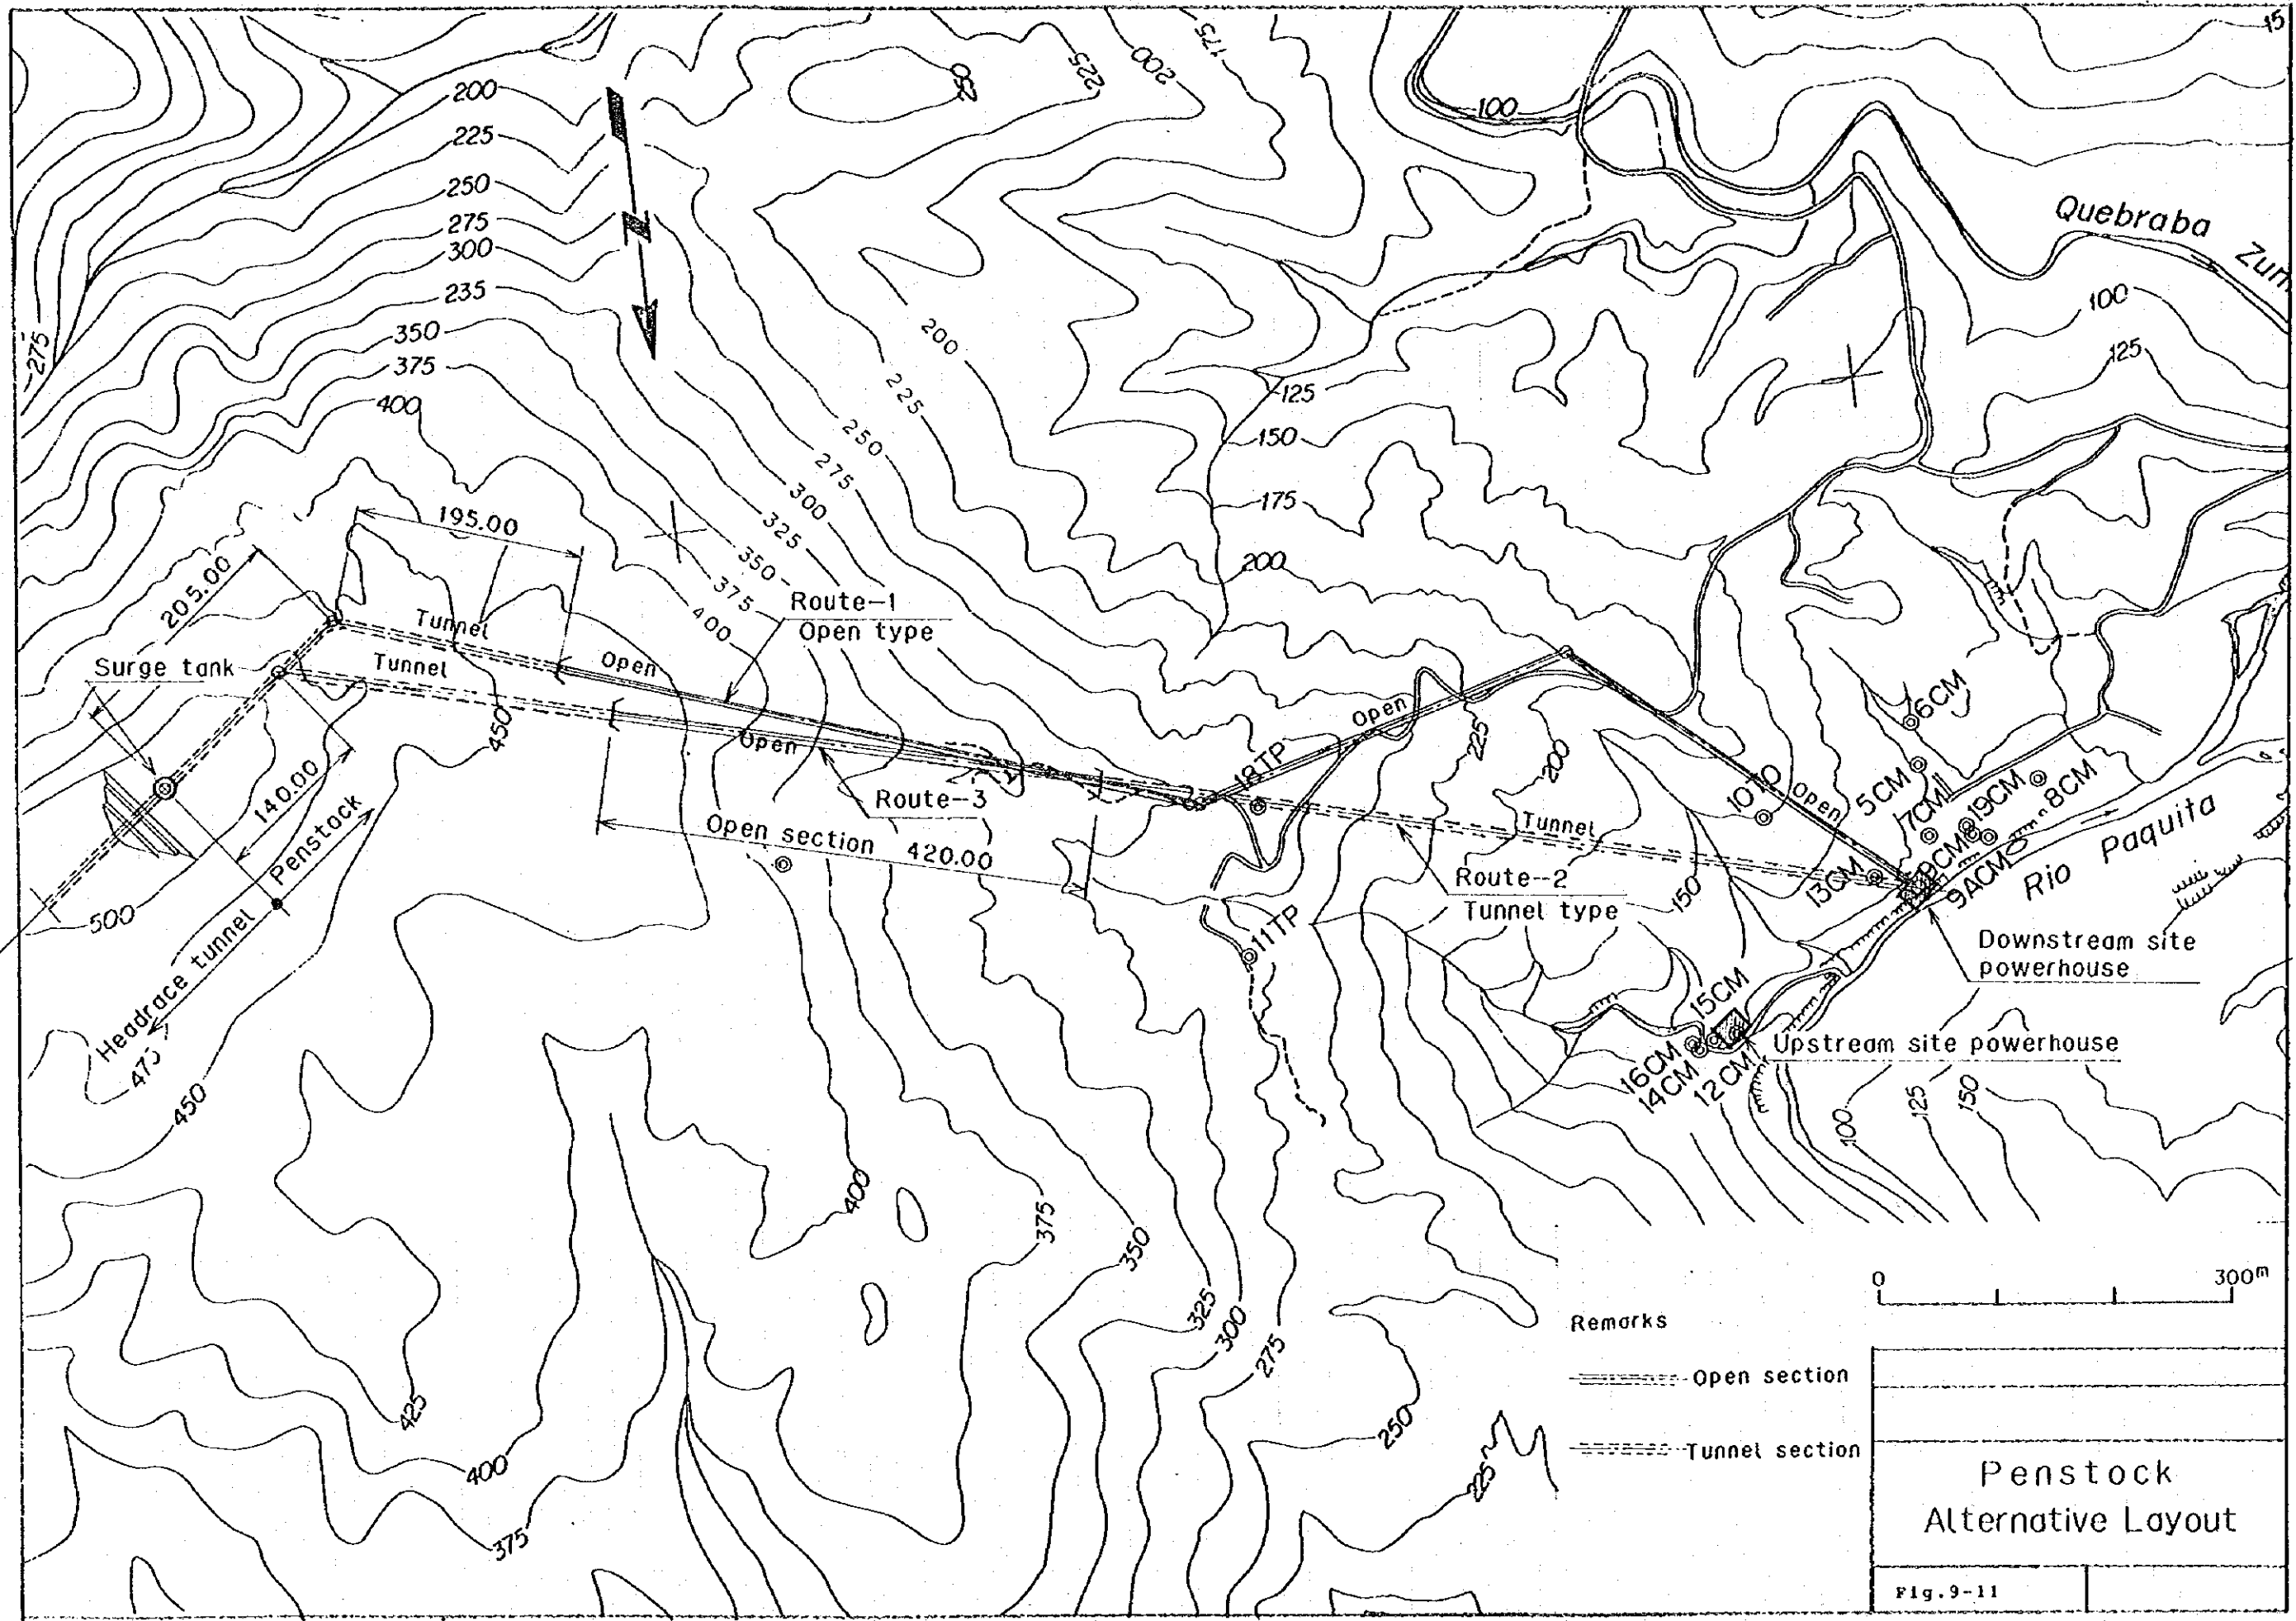 15
200
225
250
275
300
235
350
375
400
275
250
225
200
175
100
Quebraba
Zum
100
125
200
225
250
275
300
325
350
375
400
125
150
175
200
195.00
205.00
Surge tank
Tunnel
Tunnel
Open
Open
Route-1
Open type
Route-3
Open section 420.00
450
140.00
Penstock
Headrace tunnel
500
473
450
Open
18TP
11TP
225
200
Tunnel
Route-2
Tunnel type
150
Open
6CM
5CM
7CM
19CM
8CM
13CM
9ACM
Rio Paquita
Downstream site
powerhouse
15CM
16CM
14CM
12CM
Upstream site powerhouse
100
125
150
400
375
350
325
300
275
250
225
425
400
375
0
300m
Remarks
Open section
Tunnel section
Penstock
Alternative Layout
Fig.9-11